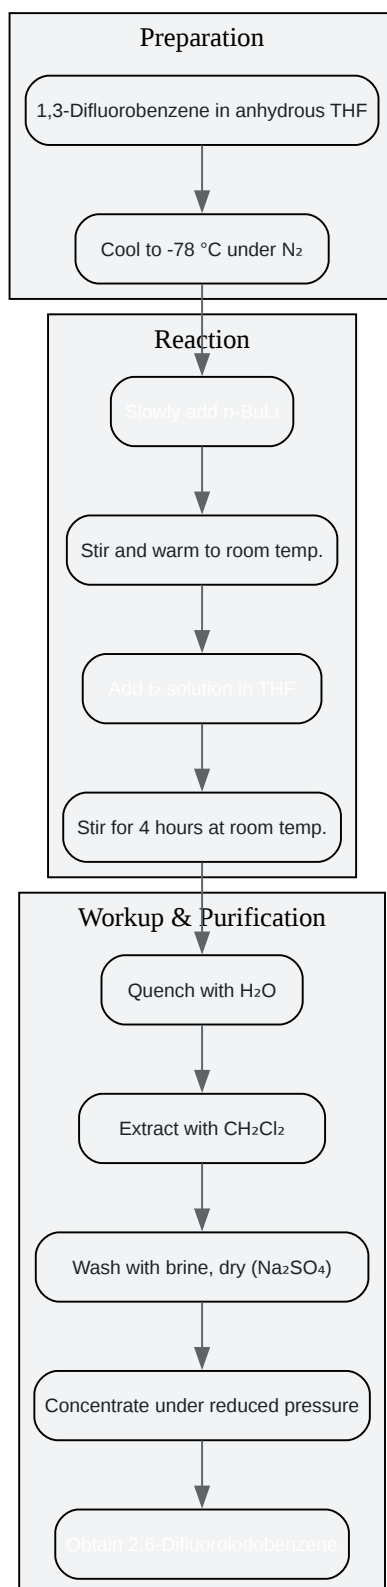 Preparation
1,3-Difluorobenzene in anhydrous THF
Cool to -78 °C under N₂
Reaction
Slowly add n-BuLi
Stir and warm to room temp.
Add I₂ solution in THF
Stir for 4 hours at room temp.
Workup & Purification
Quench with H₂O
Extract with CH₂Cl₂
Wash with brine, dry (Na₂SO₄)
Concentrate under reduced pressure
Obtain 2,6-Difluoroiodobenzene